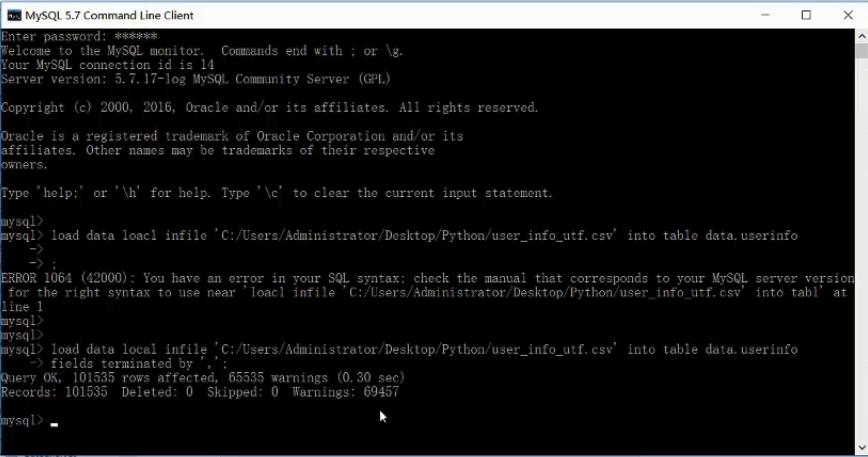 MySQL 5.7 Command Line Client
Enter password: ******
Welcome to the MySQL monitor.  Commands end with ; or \g.
Your MySQL connection id is 14
Server version: 5.7.17-log MySQL Community Server (GPL)
Copyright (c) 2000, 2016, Oracle and/or its affiliates. All rights reserved.
Oracle is a registered trademark of Oracle Corporation and/or its
affiliates. Other names may be trademarks of their respective
owners.
Type 'help;' or '\h' for help. Type '\c' to clear the current input statement.
mysql>
mysql> load data loacl infile 'C:/Users/Administrator/Desktop/Python/user_info_utf.csv' into table data.userinfo
    ->
    -> ;
ERROR 1064 (42000): You have an error in your SQL syntax; check the manual that corresponds to your MySQL server version
 for the right syntax to use near 'loacl infile 'C:/Users/Administrator/Desktop/Python/user_info_utf.csv' into tabl' at
line 1
mysql>
mysql>
mysql> load data local infile 'C:/Users/Administrator/Desktop/Python/user_info_utf.csv' into table data.userinfo
    -> fields terminated by ',';
Query OK, 101535 rows affected, 65535 warnings (0.30 sec)
Records: 101535  Deleted: 0  Skipped: 0  Warnings: 69457
mysql>